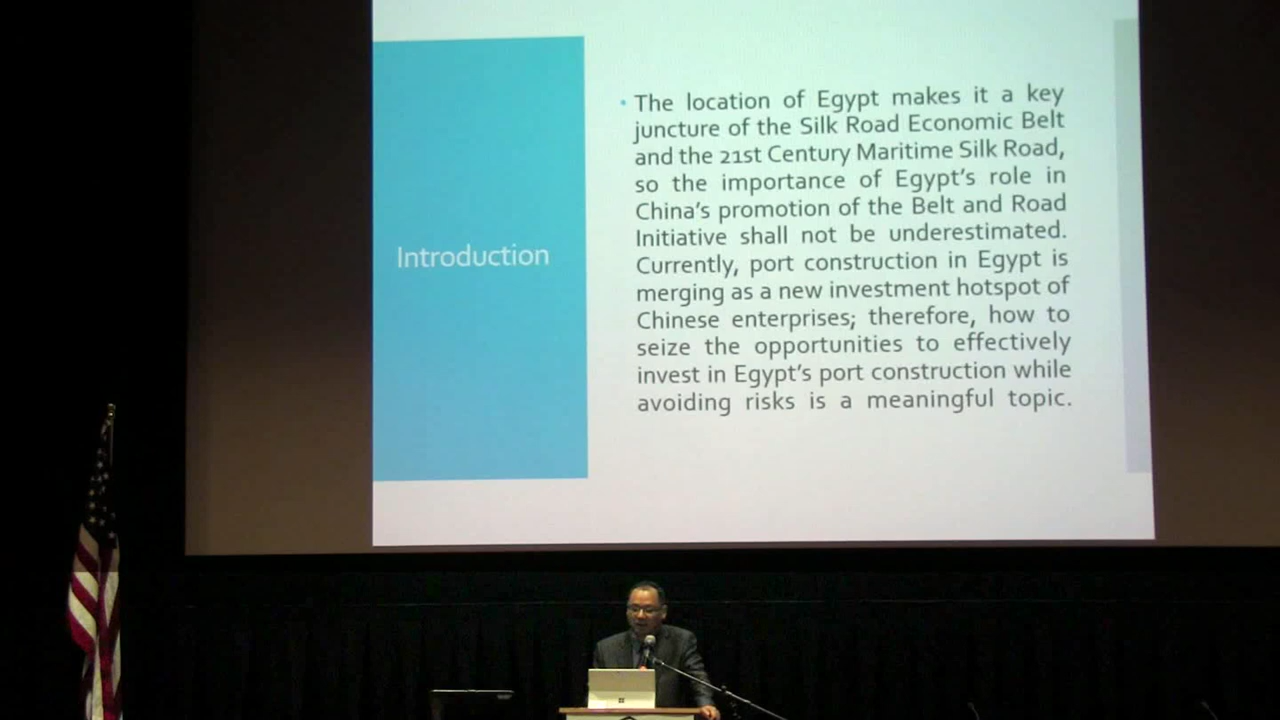 Introduction
The location of Egypt makes it a key
juncture of the Silk Road Economic Belt
and the 21st Century Maritime Silk Road,
so the importance of Egypt's role in
China's promotion of the Belt and Road
Initiative shall not be underestimated.
Currently, port construction in Egypt is
merging as a new investment hotspot of
Chinese enterprises; therefore, how to
seize the opportunities to effectively
invest in Egypt's port construction while
avoiding risks is a meaningful topic.